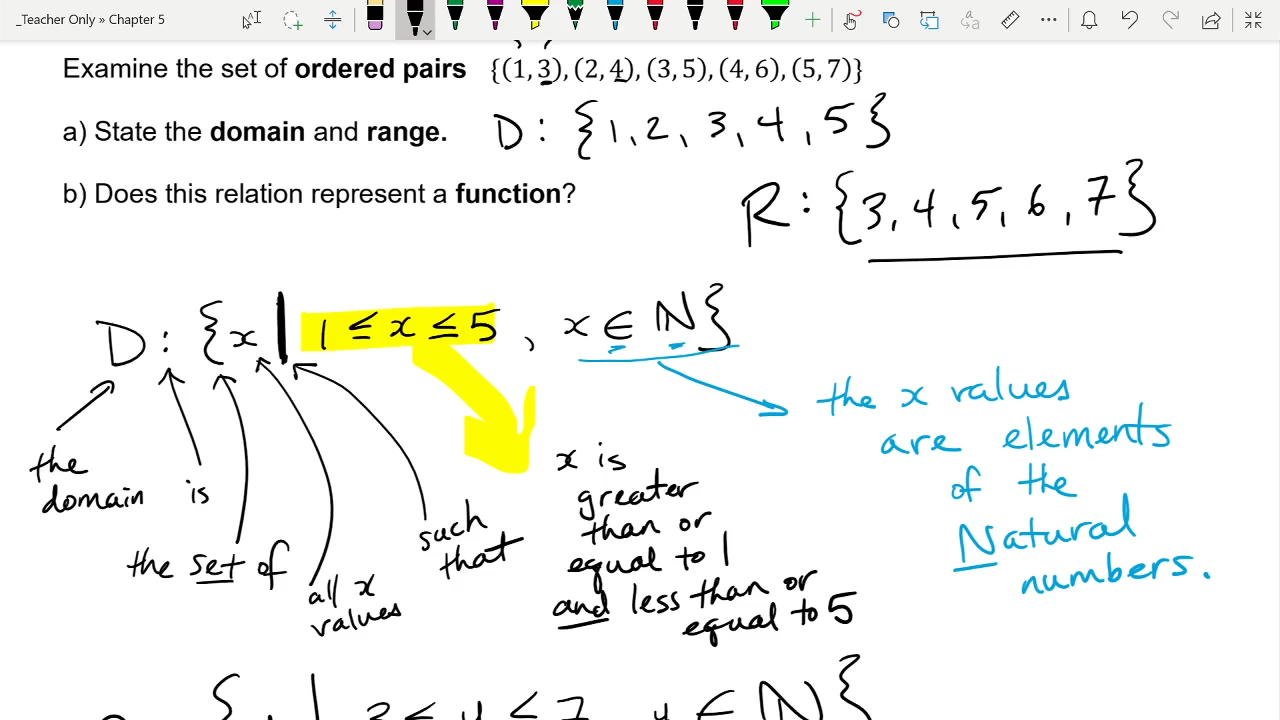 _Teacher Only » Chapter 5
Examine the set of ordered pairs {(1, 3), (2, 4), (3, 5), (4, 6), (5, 7)}
a) State the domain and range. D : {1, 2, 3, 4, 5}
b) Does this relation represent a function?
R : {3, 4, 5, 6, 7}
D : {x | 1 ≤ x ≤ 5 , x ∈ ℕ}
the
domain
is
the set of
all x
values
such
that
x is
greater
than or
equal to 1
and less than or
equal to 5
the x values
are elements
of the
Natural
numbers.
{ | 3 ≤ y ≤ 7, y ∈ ℕ}